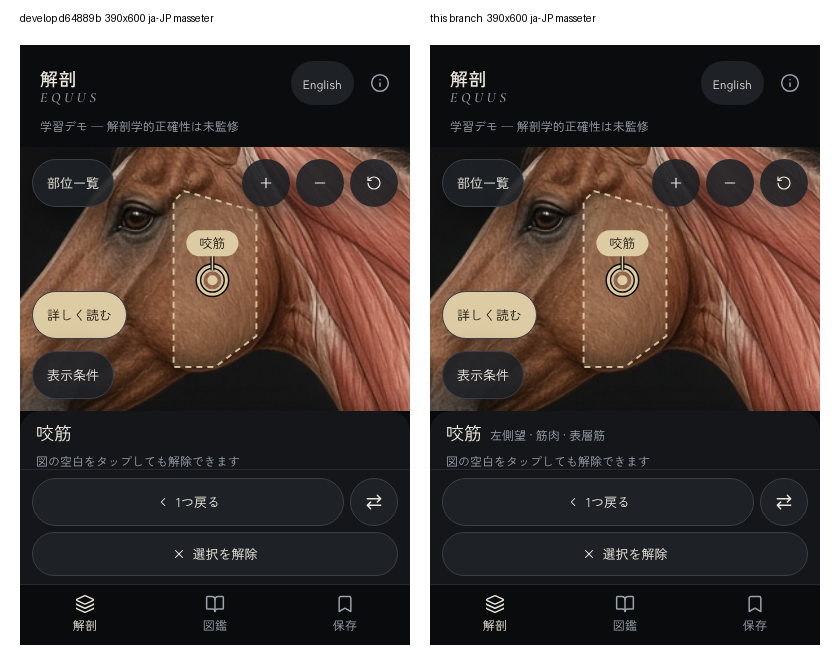 develop d64889b 390x600 ja-JP masseter
解剖
EQUUS
English
学習デモ — 解剖学的正確性は未監修
部位一覧
咬筋
詳しく読む
表示条件
咬筋
図の空白をタップしても解除できます
1つ戻る
選択を解除
解剖
図鑑
保存
this branch 390x600 ja-JP masseter
解剖
EQUUS
English
学習デモ — 解剖学的正確性は未監修
部位一覧
咬筋
詳しく読む
表示条件
咬筋 左側望 · 筋肉 · 表層筋
図の空白をタップしても解除できます
1つ戻る
選択を解除
解剖
図鑑
保存